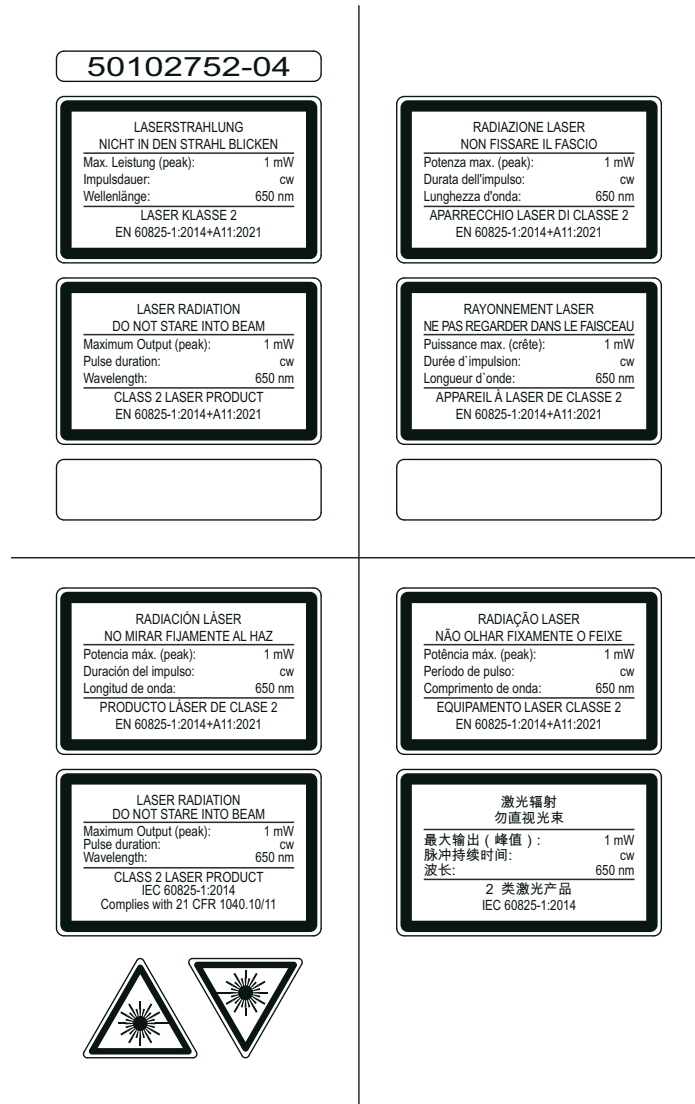 50102752-04
LASERSTRAHLUNG
NICHT IN DEN STRAHL BLICKEN
Max. Leistung (peak): 1 mW
Impulsdauer: cw
Wellenlänge: 650 nm
LASER KLASSE 2
EN 60825-1:2014+A11:2021
LASER RADIATION
DO NOT STARE INTO BEAM
Maximum Output (peak): 1 mW
Pulse duration: cw
Wavelength: 650 nm
CLASS 2 LASER PRODUCT
EN 60825-1:2014+A11:2021
RADIAZIONE LASER
NON FISSARE IL FASCIO
Potenza max. (peak): 1 mW
Durata dell'impulso: cw
Lunghezza d'onda: 650 nm
APARRECCHIO LASER DI CLASSE 2
EN 60825-1:2014+A11:2021
RAYONNEMENT LASER
NE PAS REGARDER DANS LE FAISCEAU
Puissance max. (crête): 1 mW
Durée d`impulsion: cw
Longueur d`onde: 650 nm
APPAREIL À LASER DE CLASSE 2
EN 60825-1:2014+A11:2021
RADIACIÓN LÁSER
NO MIRAR FIJAMENTE AL HAZ
Potencia máx. (peak): 1 mW
Duración del impulso: cw
Longitud de onda: 650 nm
PRODUCTO LÁSER DE CLASE 2
EN 60825-1:2014+A11:2021
LASER RADIATION
DO NOT STARE INTO BEAM
Maximum Output (peak): 1 mW
Pulse duration: cw
Wavelength: 650 nm
CLASS 2 LASER PRODUCT
IEC 60825-1:2014
Complies with 21 CFR 1040.10/11
RADIAÇÃO LASER
NÃO OLHAR FIXAMENTE O FEIXE
Potência máx. (peak): 1 mW
Período de pulso: cw
Comprimento de onda: 650 nm
EQUIPAMENTO LASER CLASSE 2
EN 60825-1:2014+A11:2021
激光辐射
勿直视光束
最大输出（峰值）: 1 mW
脉冲持续时间: cw
波长: 650 nm
2 类激光产品
IEC 60825-1:2014